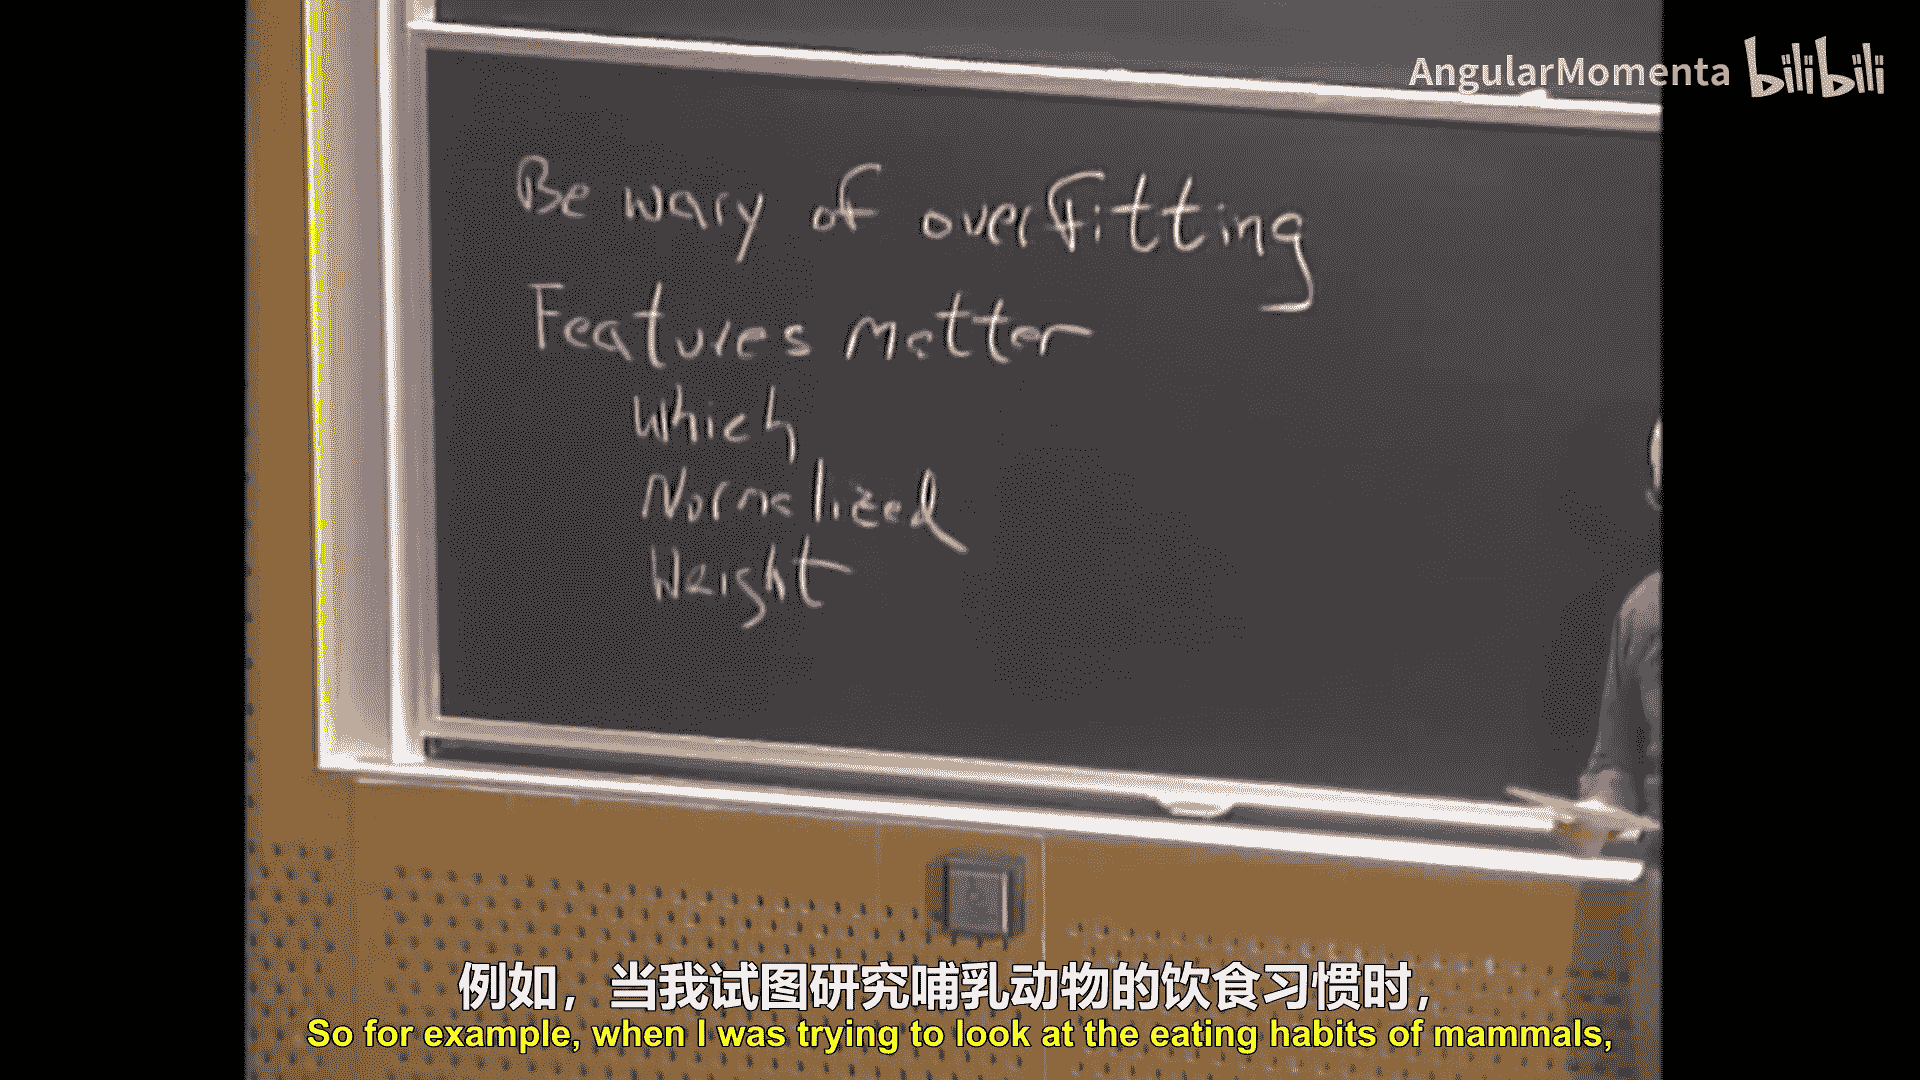 AngularMomenta bilibili
Be wary of overfitting
Features matter
Which
Normalized
Weight
例如，当我试图研究哺乳动物的饮食习惯时，
So for example, when I was trying to look at the eating habits of mammals,